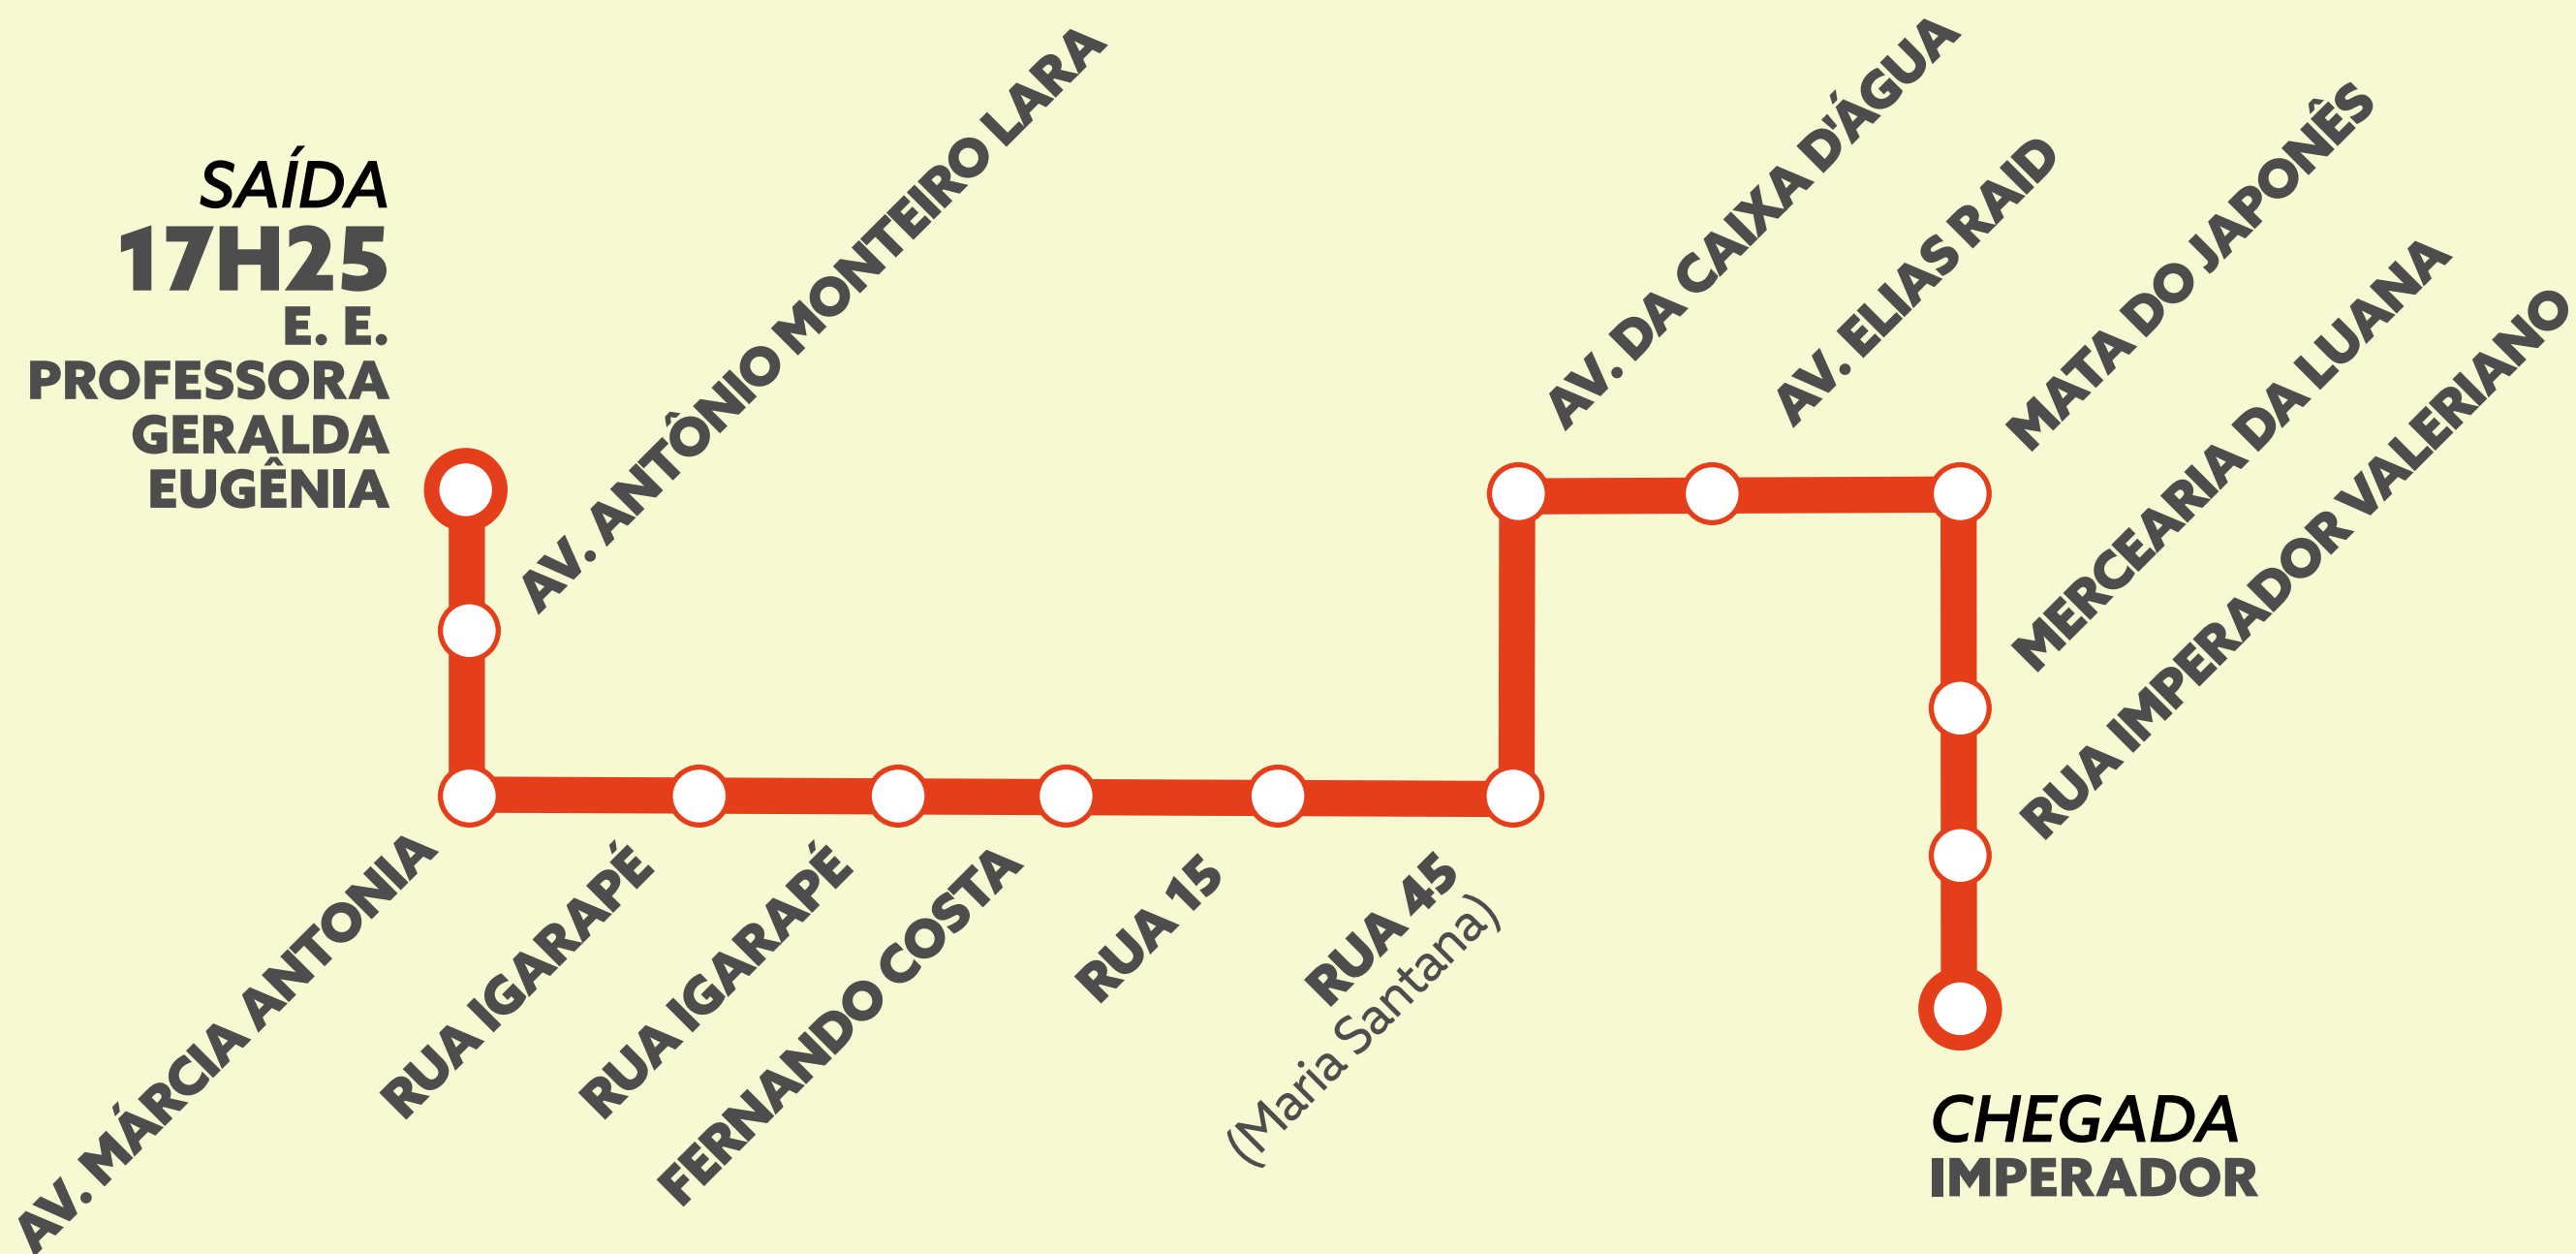 SAÍDA
17H25
E. E.
PROFESSORA
GERALDA
EUGÊNIA
AV. ANTÔNIO MONTEIRO LARA
AV. MÁRCIA ANTONIA
RUA IGARAPÉ
RUA IGARAPÉ
FERNANDO COSTA
RUA 15
RUA 45
(Maria Santana)
AV. DA CAIXA D'ÁGUA
AV. ELIAS RAID
MATA DO JAPONÊS
MERCEARIA DA LUANA
RUA IMPERADOR VALERIANO
CHEGADA
IMPERADOR